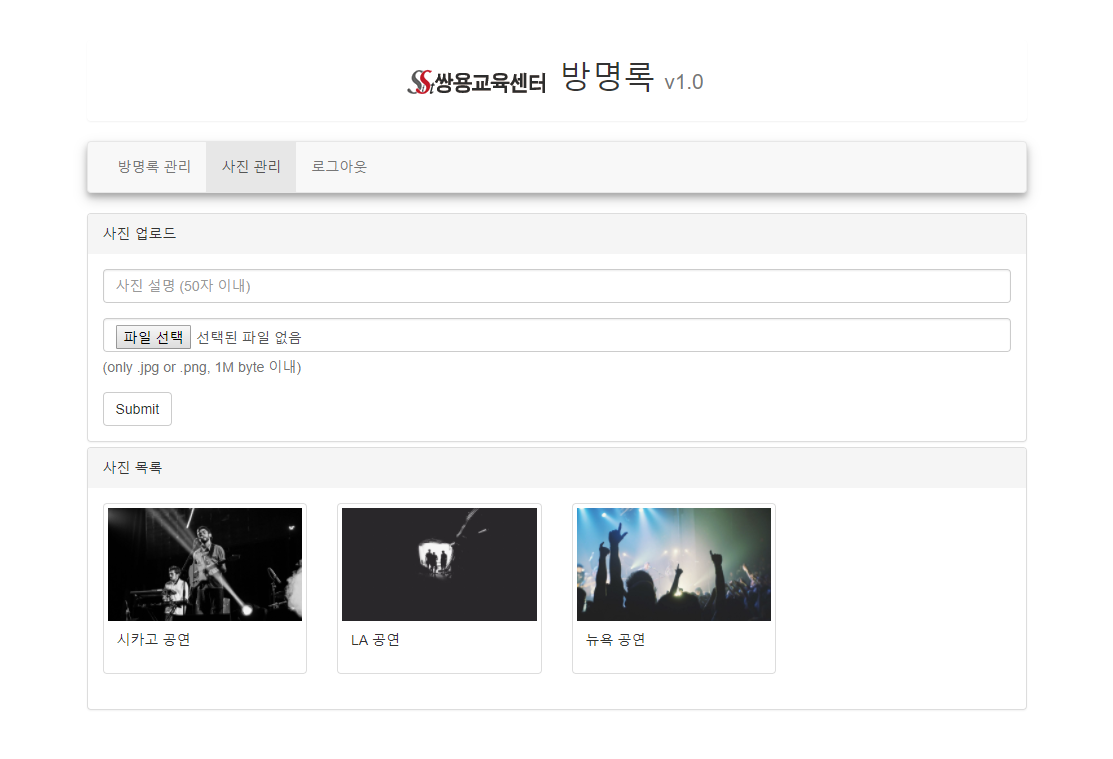 SSt쌍용교육센터 방명록 v1.0
방명록 관리 사진 관리 로그아웃
사진 업로드
사진 설명 (50자 이내)
파일 선택 선택된 파일 없음
(only .jpg or .png, 1M byte 이내)
Submit
사진 목록
시카고 공연 LA 공연 뉴욕 공연